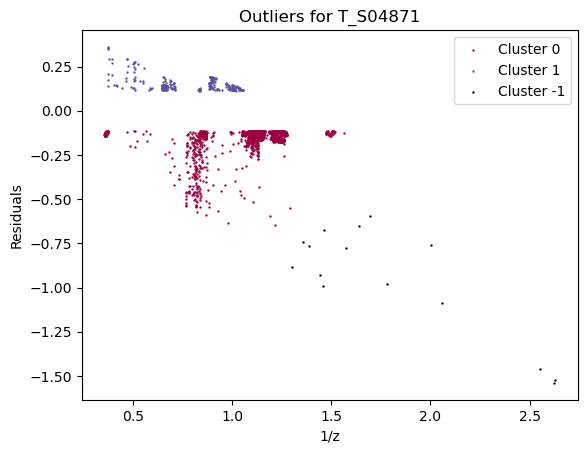 Outliers for T_S04871
Cluster 0
Cluster 1
Cluster -1
Residuals
0.25
0.00
−0.25
−0.50
−0.75
−1.00
−1.25
−1.50
0.5
1.0
1.5
2.0
2.5
1/z